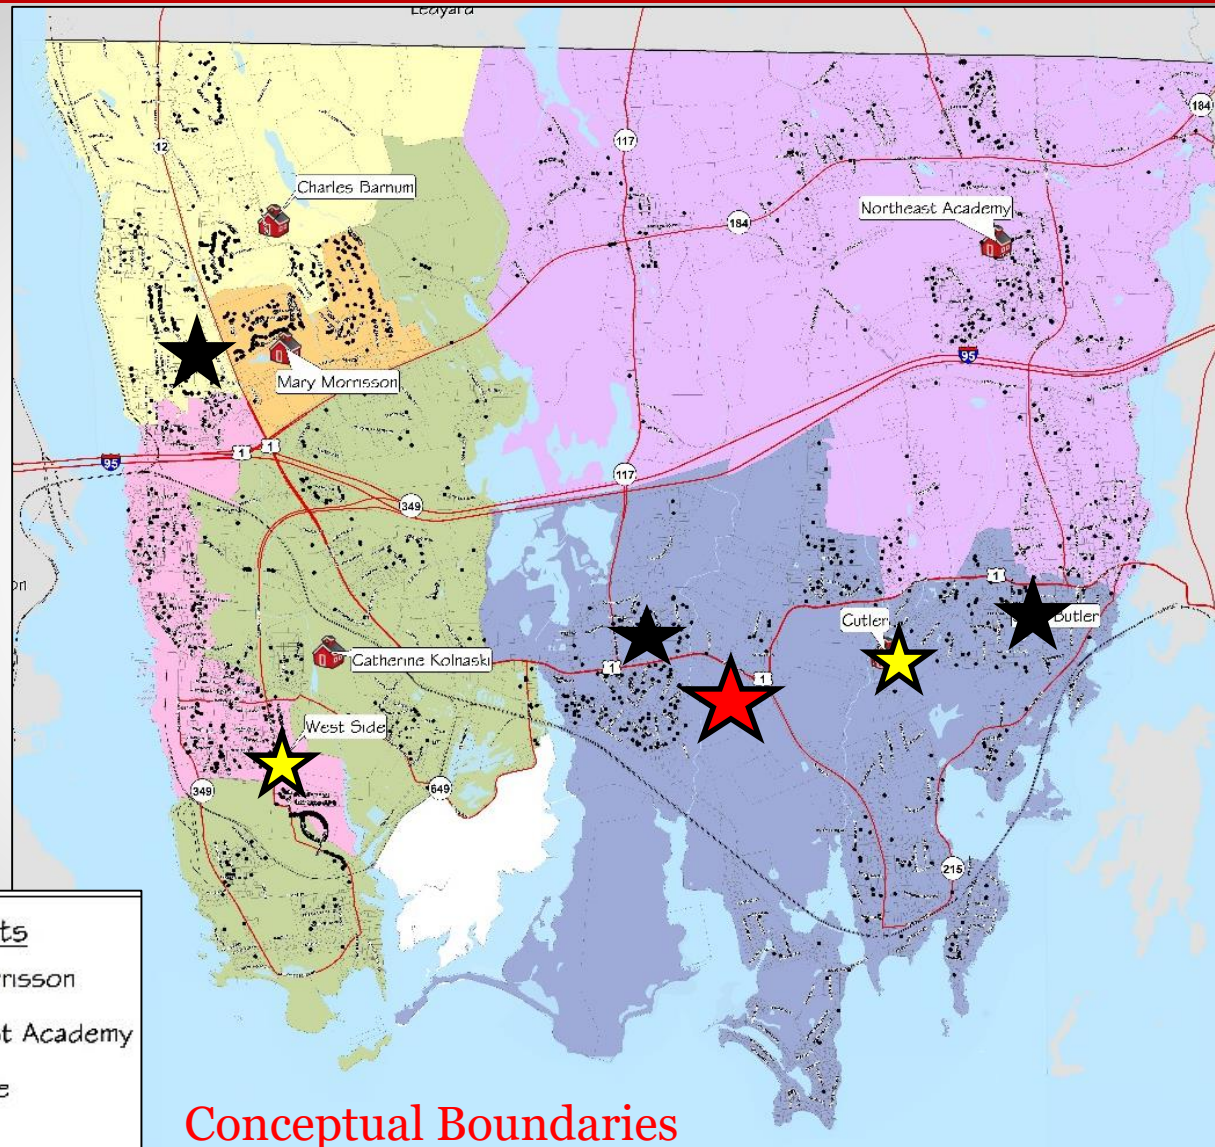 Ledyard
184
12
117
Charles Barnum
Northeast Academy
184
95
Mary Morrisson
1
1
95
117
349
1
Cutler
Butler
Catherine Kolnaski
1
1
West Side
349
649
215
ts
risson
t Academy
e
Conceptual Boundaries